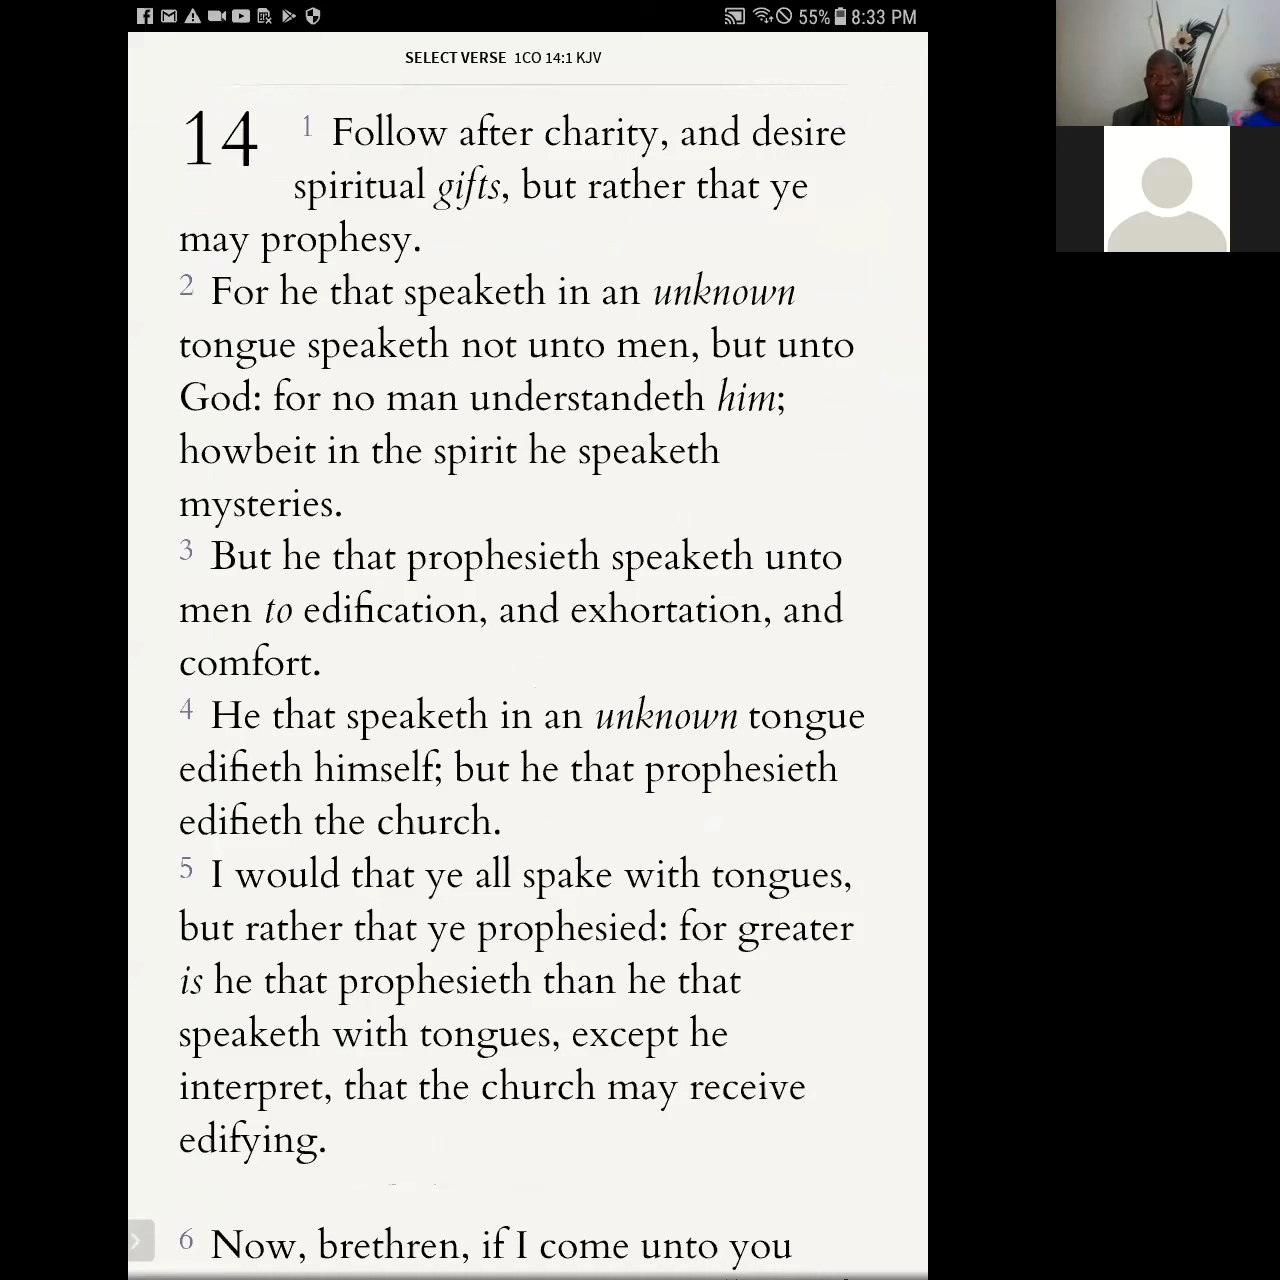 55% 8:33 PM
SELECT VERSE 1CO 14:1 KJV
14 1 Follow after charity, and desire
spiritual gifts, but rather that ye
may prophesy.
2 For he that speaketh in an unknown
tongue speaketh not unto men, but unto
God: for no man understandeth him;
howbeit in the spirit he speaketh
mysteries.
3 But he that prophesieth speaketh unto
men to edification, and exhortation, and
comfort.
4 He that speaketh in an unknown tongue
edifieth himself; but he that prophesieth
edifieth the church.
5 I would that ye all spake with tongues,
but rather that ye prophesied: for greater
is he that prophesieth than he that
speaketh with tongues, except he
interpret, that the church may receive
edifying.
6 Now, brethren, if I come unto you